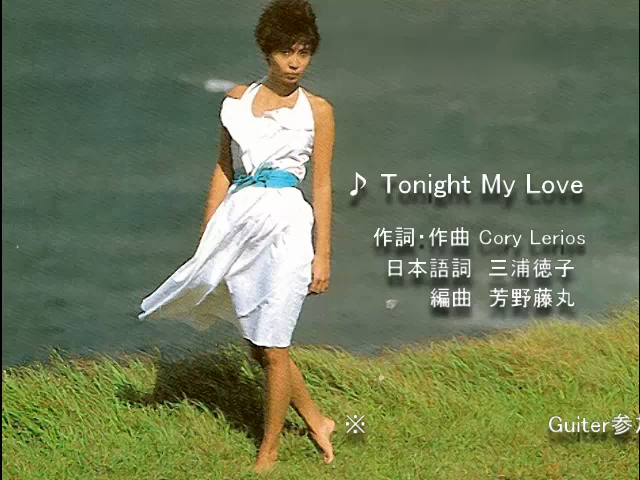 ♪ Tonight My Love
作詞・作曲 Cory Lerios
日本語詞 三浦徳子
編曲 芳野藤丸
※ Guiter参加